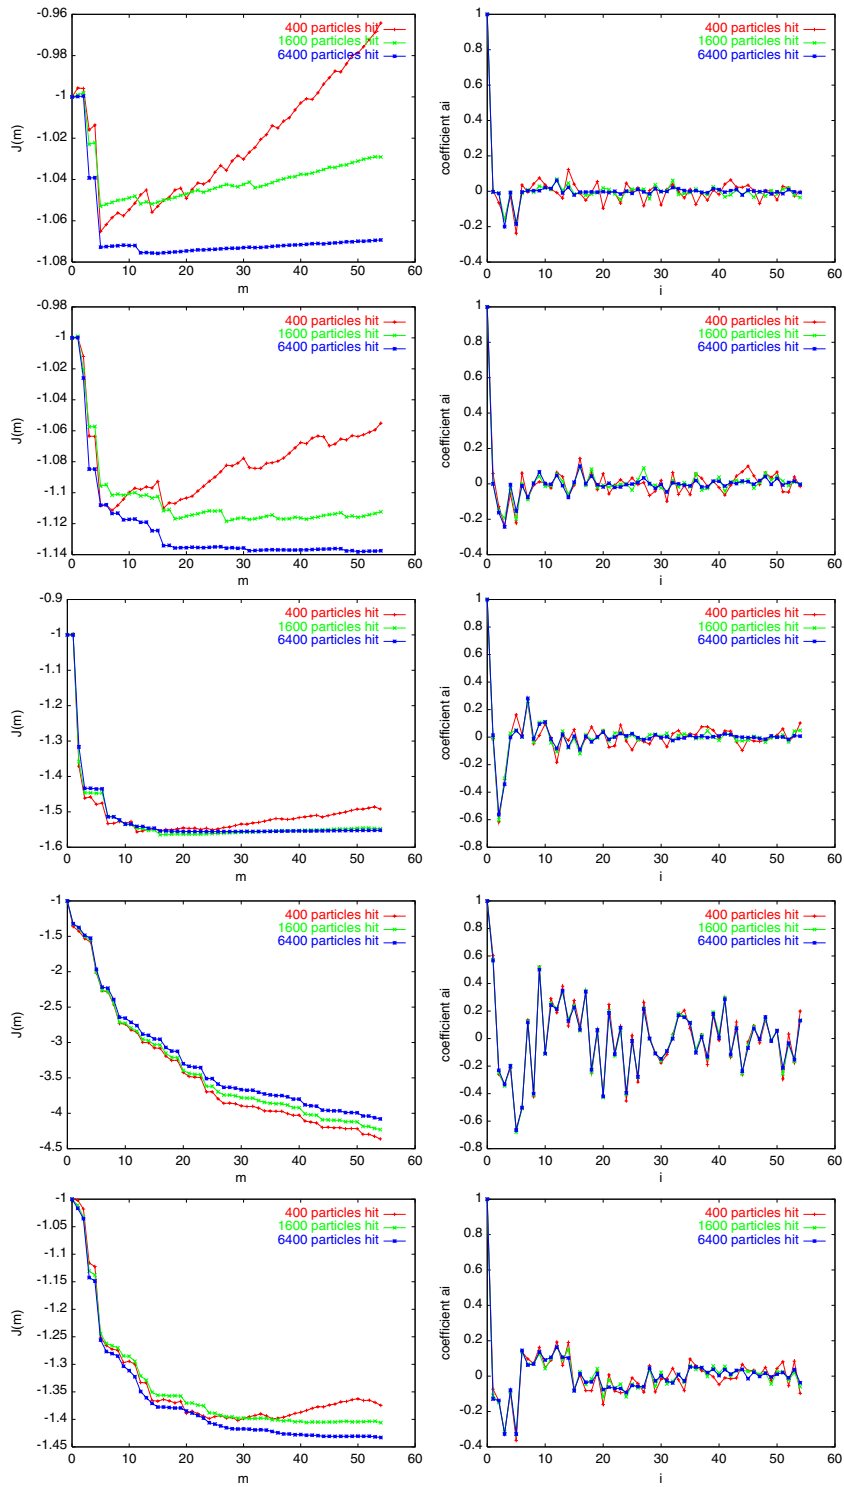 -0.96
-0.98
-1
-1.02
-1.04
-1.06
-1.08
0 10 20 30 40 50 60
J(m)
m
400 particles hit
1600 particles hit
6400 particles hit
1
0.8
0.6
0.4
0.2
0
-0.2
-0.4
0 10 20 30 40 50 60
coefficient ai
i
400 particles hit
1600 particles hit
6400 particles hit
-0.98
-1
-1.02
-1.04
-1.06
-1.08
-1.1
-1.12
-1.14
0 10 20 30 40 50 60
J(m)
m
400 particles hit
1600 particles hit
6400 particles hit
1
0.8
0.6
0.4
0.2
0
-0.2
-0.4
0 10 20 30 40 50 60
coefficient ai
i
400 particles hit
1600 particles hit
6400 particles hit
-0.9
-1
-1.1
-1.2
-1.3
-1.4
-1.5
-1.6
0 10 20 30 40 50 60
J(m)
m
400 particles hit
1600 particles hit
6400 particles hit
1
0.8
0.6
0.4
0.2
0
-0.2
-0.4
-0.6
-0.8
0 10 20 30 40 50 60
coefficient ai
i
400 particles hit
1600 particles hit
6400 particles hit
-1
-1.5
-2
-2.5
-3
-3.5
-4
-4.5
0 10 20 30 40 50 60
J(m)
m
400 particles hit
1600 particles hit
6400 particles hit
1
0.8
0.6
0.4
0.2
0
-0.2
-0.4
-0.6
-0.8
0 10 20 30 40 50 60
coefficient ai
i
400 particles hit
1600 particles hit
6400 particles hit
-1
-1.05
-1.1
-1.15
-1.2
-1.25
-1.3
-1.35
-1.4
-1.45
0 10 20 30 40 50 60
J(m)
m
400 particles hit
1600 particles hit
6400 particles hit
1
0.8
0.6
0.4
0.2
0
-0.2
-0.4
0 10 20 30 40 50 60
coefficient ai
i
400 particles hit
1600 particles hit
6400 particles hit